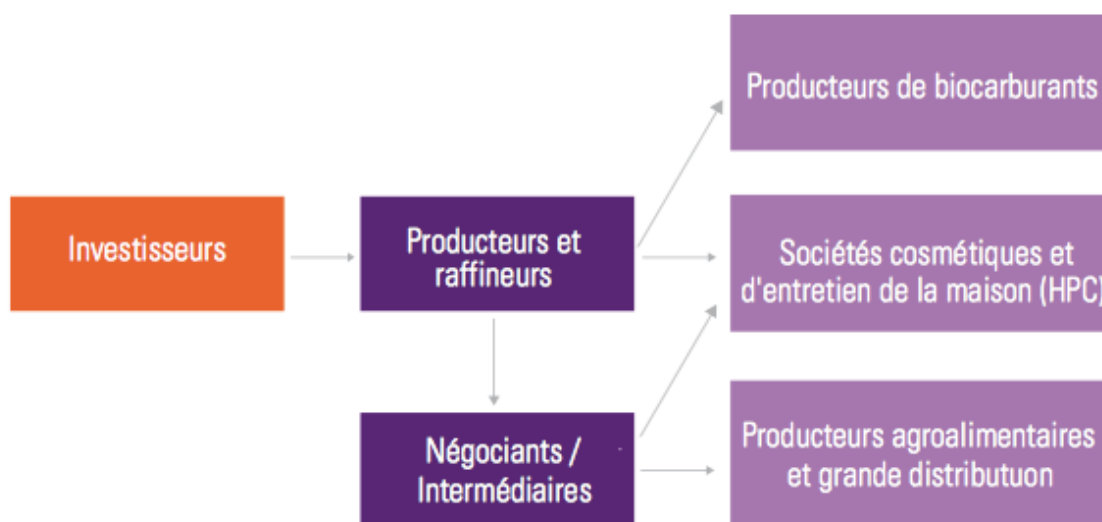 Producteurs de biocarburants
Investisseurs
Producteurs et
raffineurs
Sociétés cosmétiques et
d'entretien de la maison (HPC)
Négociants /
Intermédiaires
Producteurs agroalimentaires
et grande distributuon